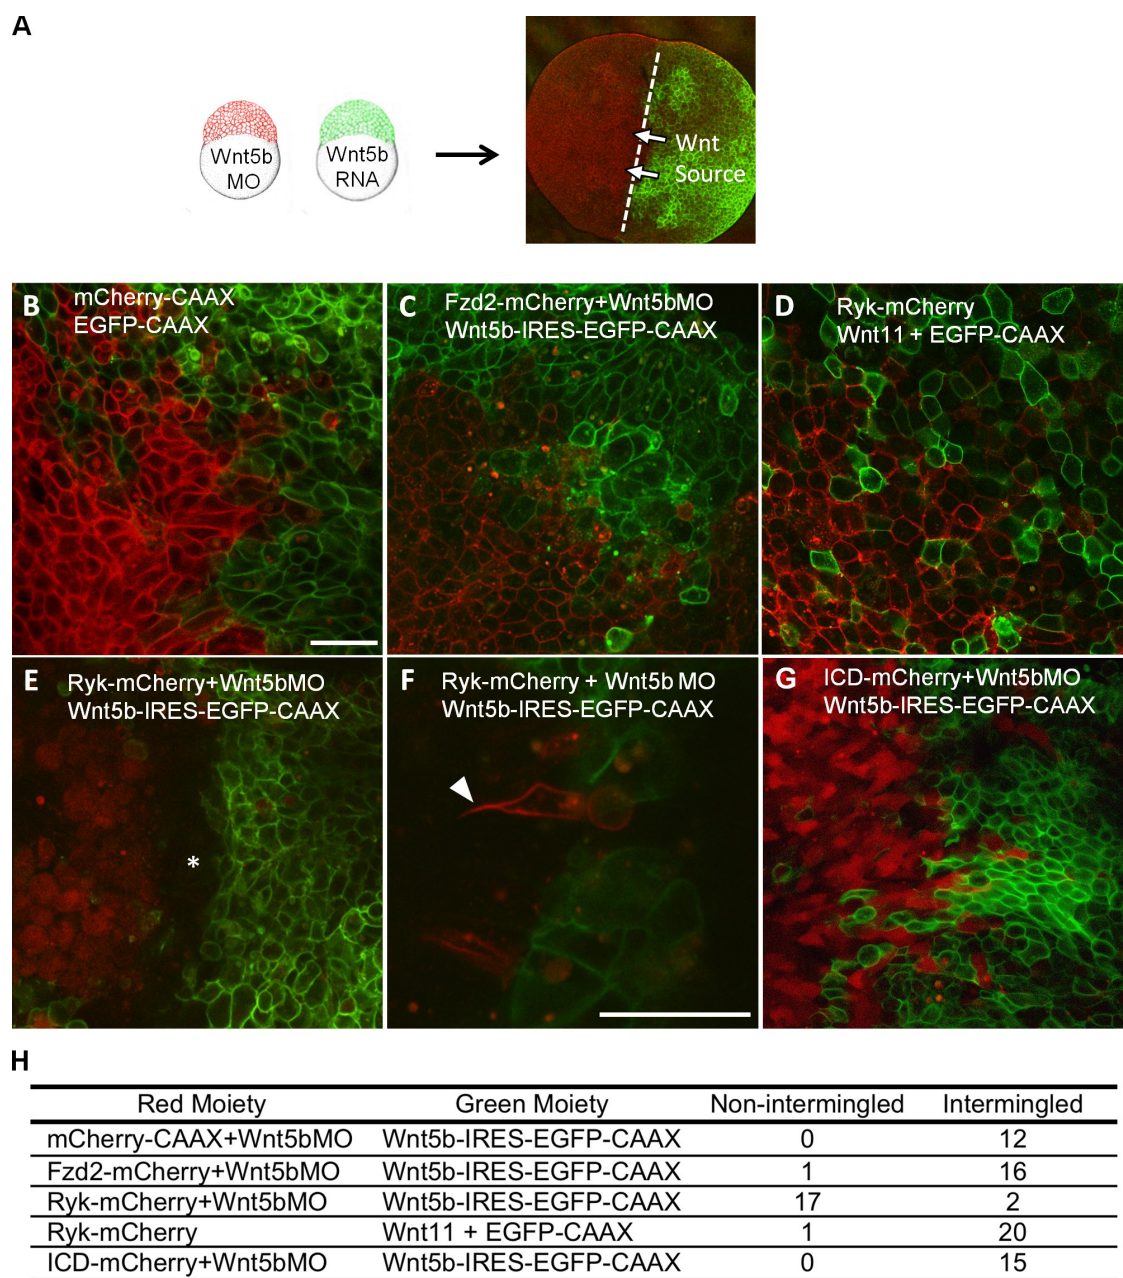 A
Wnt5b
MO
Wnt5b
RNA
Wnt
Source
B
mCherry-CAAX
EGFP-CAAX
C
Fzd2-mCherry+Wnt5bMO
Wnt5b-IRES-EGFP-CAAX
D
Ryk-mCherry
Wnt11 + EGFP-CAAX
E
Ryk-mCherry+Wnt5bMO
Wnt5b-IRES-EGFP-CAAX
*
F
Ryk-mCherry + Wnt5b MO
Wnt5b-IRES-EGFP-CAAX
G
ICD-mCherry+Wnt5bMO
Wnt5b-IRES-EGFP-CAAX
H
Red Moiety Green Moiety Non-intermingled Intermingled
mCherry-CAAX+Wnt5bMO Wnt5b-IRES-EGFP-CAAX 0 12
Fzd2-mCherry+Wnt5bMO Wnt5b-IRES-EGFP-CAAX 1 16
Ryk-mCherry+Wnt5bMO Wnt5b-IRES-EGFP-CAAX 17 2
Ryk-mCherry Wnt11 + EGFP-CAAX 1 20
ICD-mCherry+Wnt5bMO Wnt5b-IRES-EGFP-CAAX 0 15